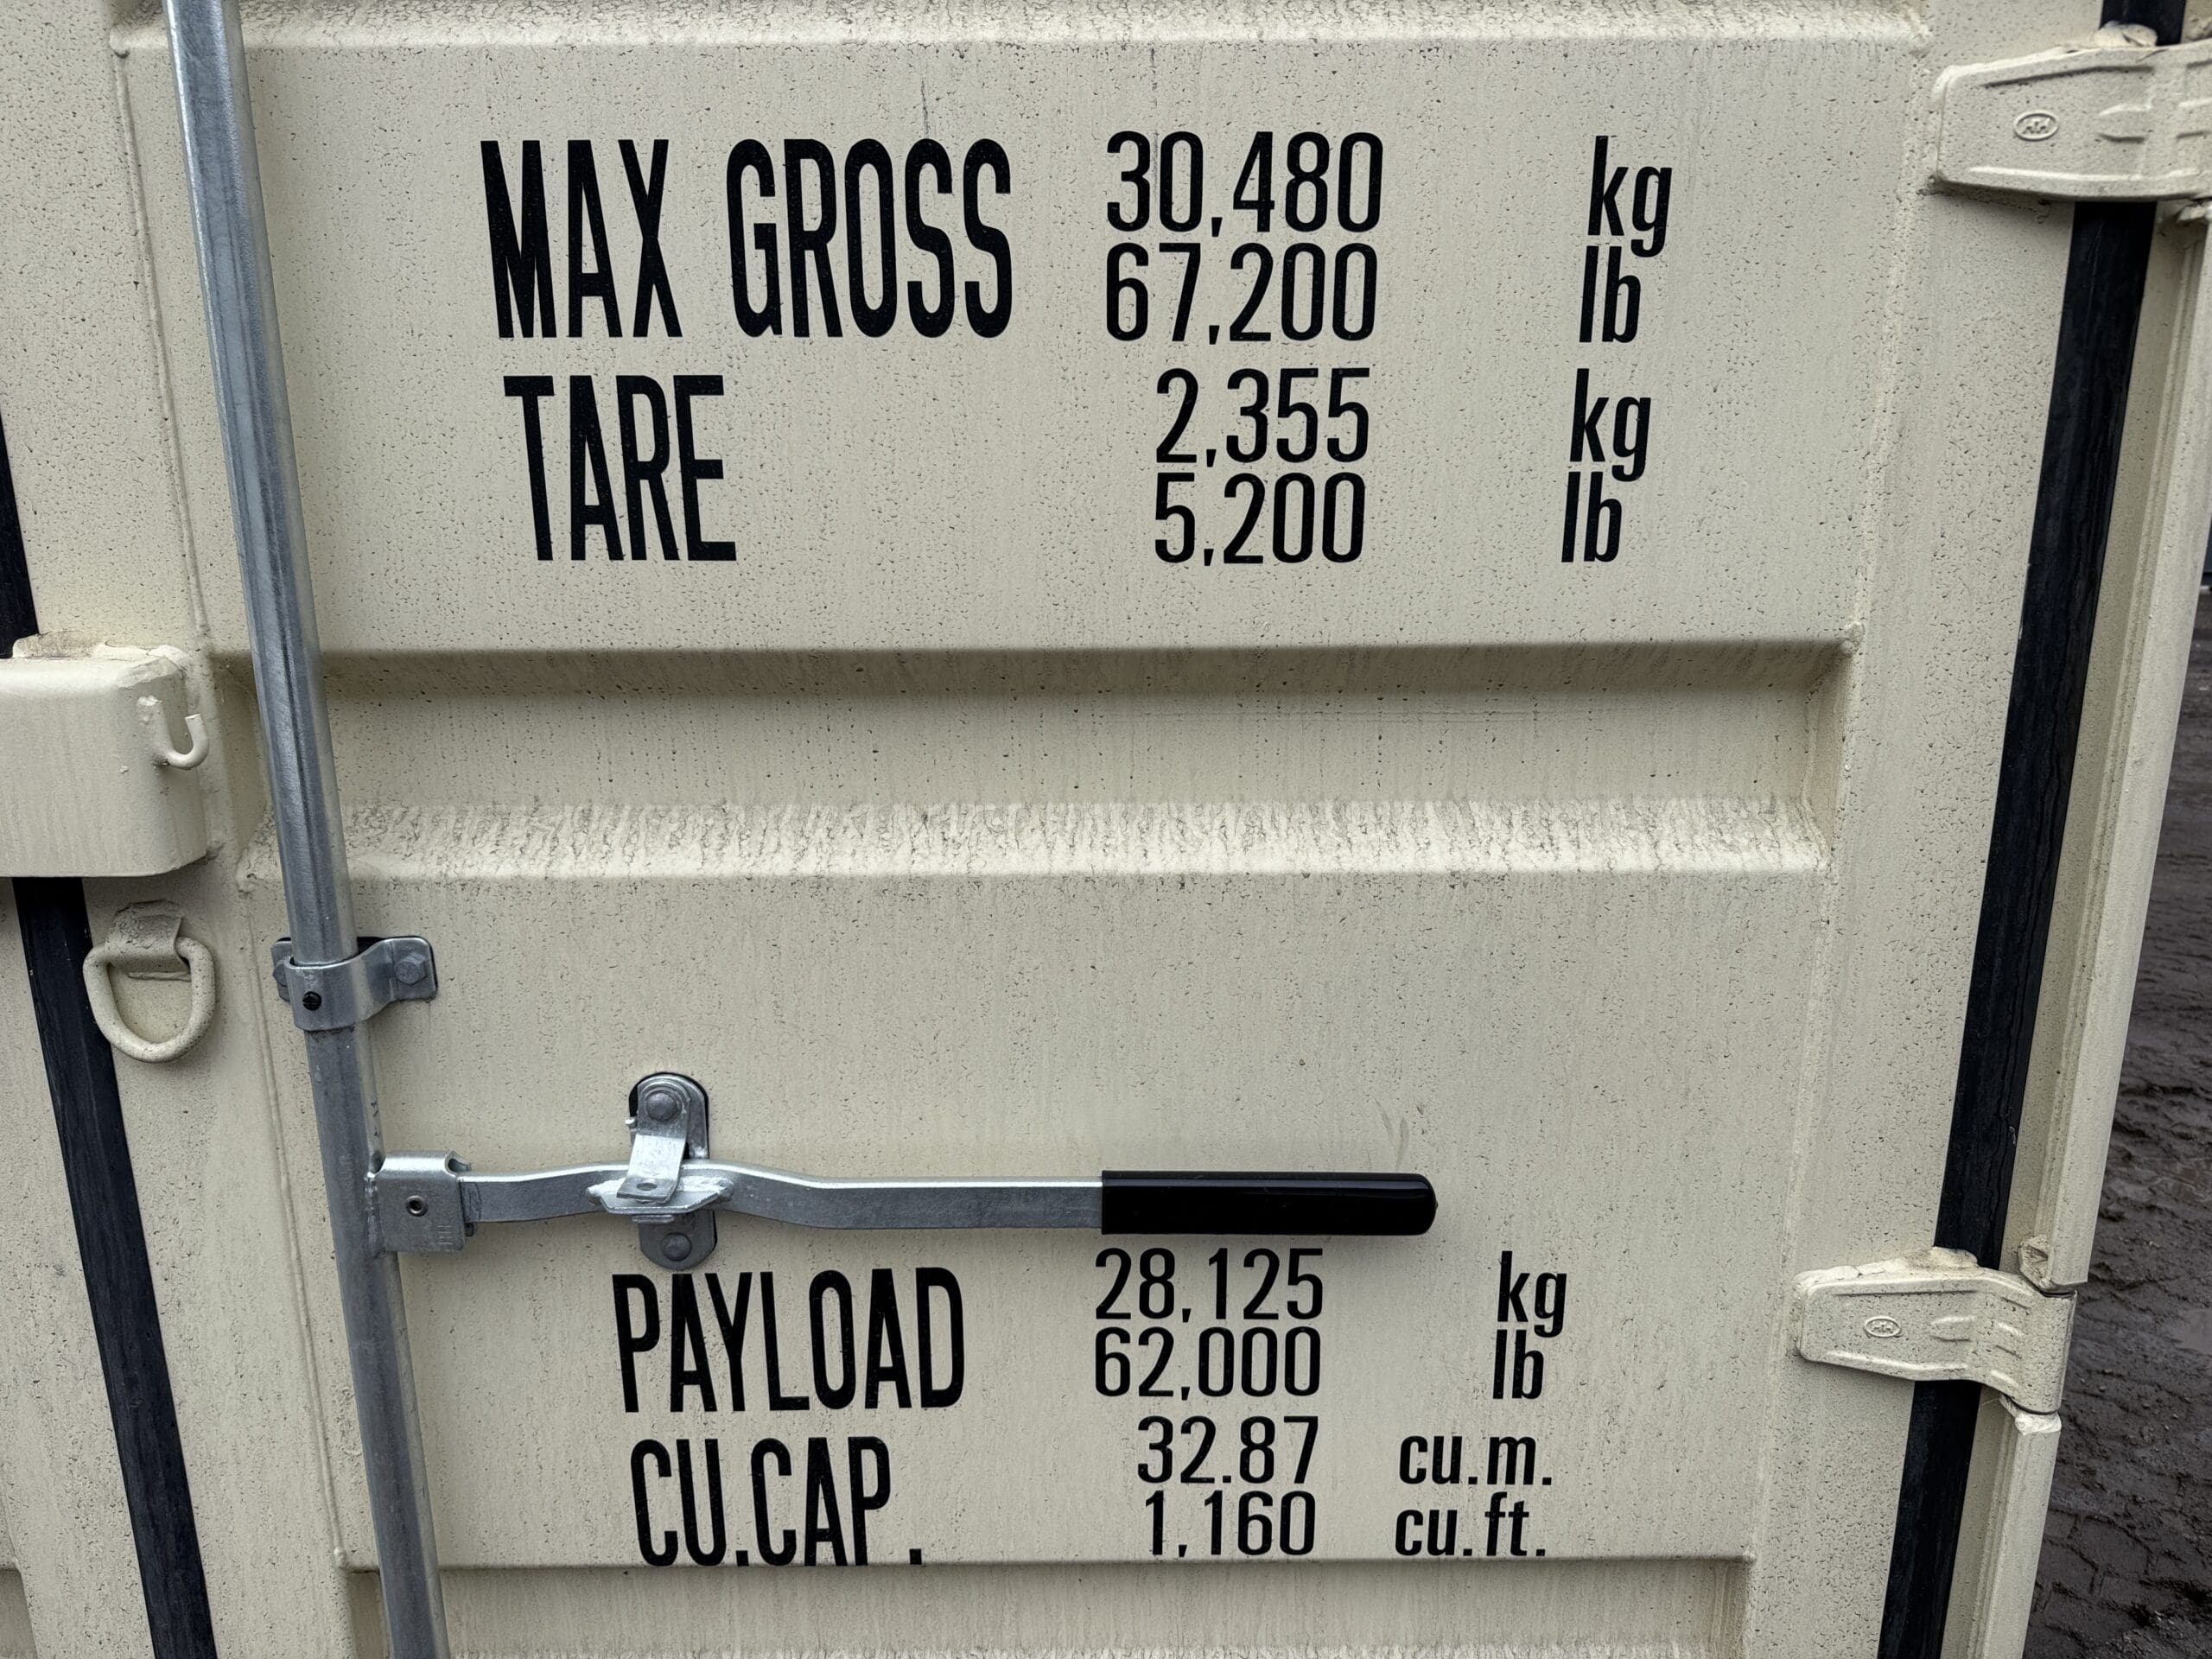 MAX GROSS 30,480 kg
67,200 lb
TARE 2,355 kg
5,200 lb
PAYLOAD 28,125 kg
62,000 lb
CU.CAP. 32.87 cu.m.
1,160 cu.ft.